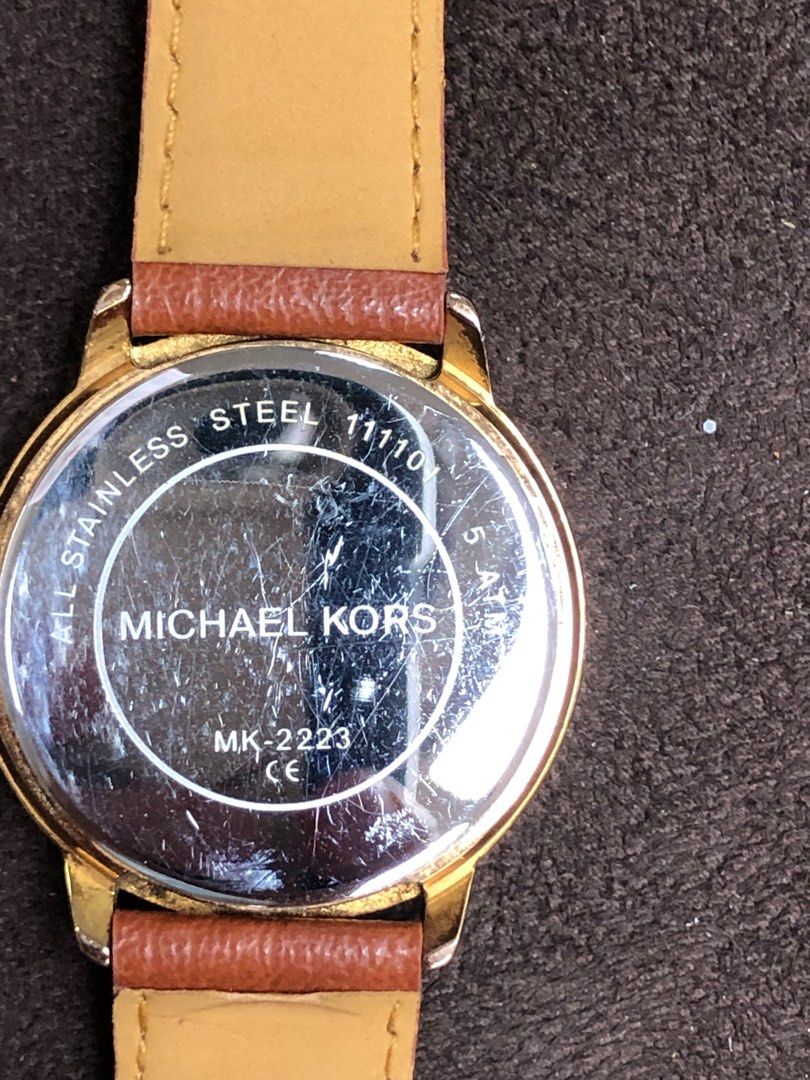 ALL STAINLESS STEEL 111101 5 ATM
MICHAEL KORS
MK-2223
CE